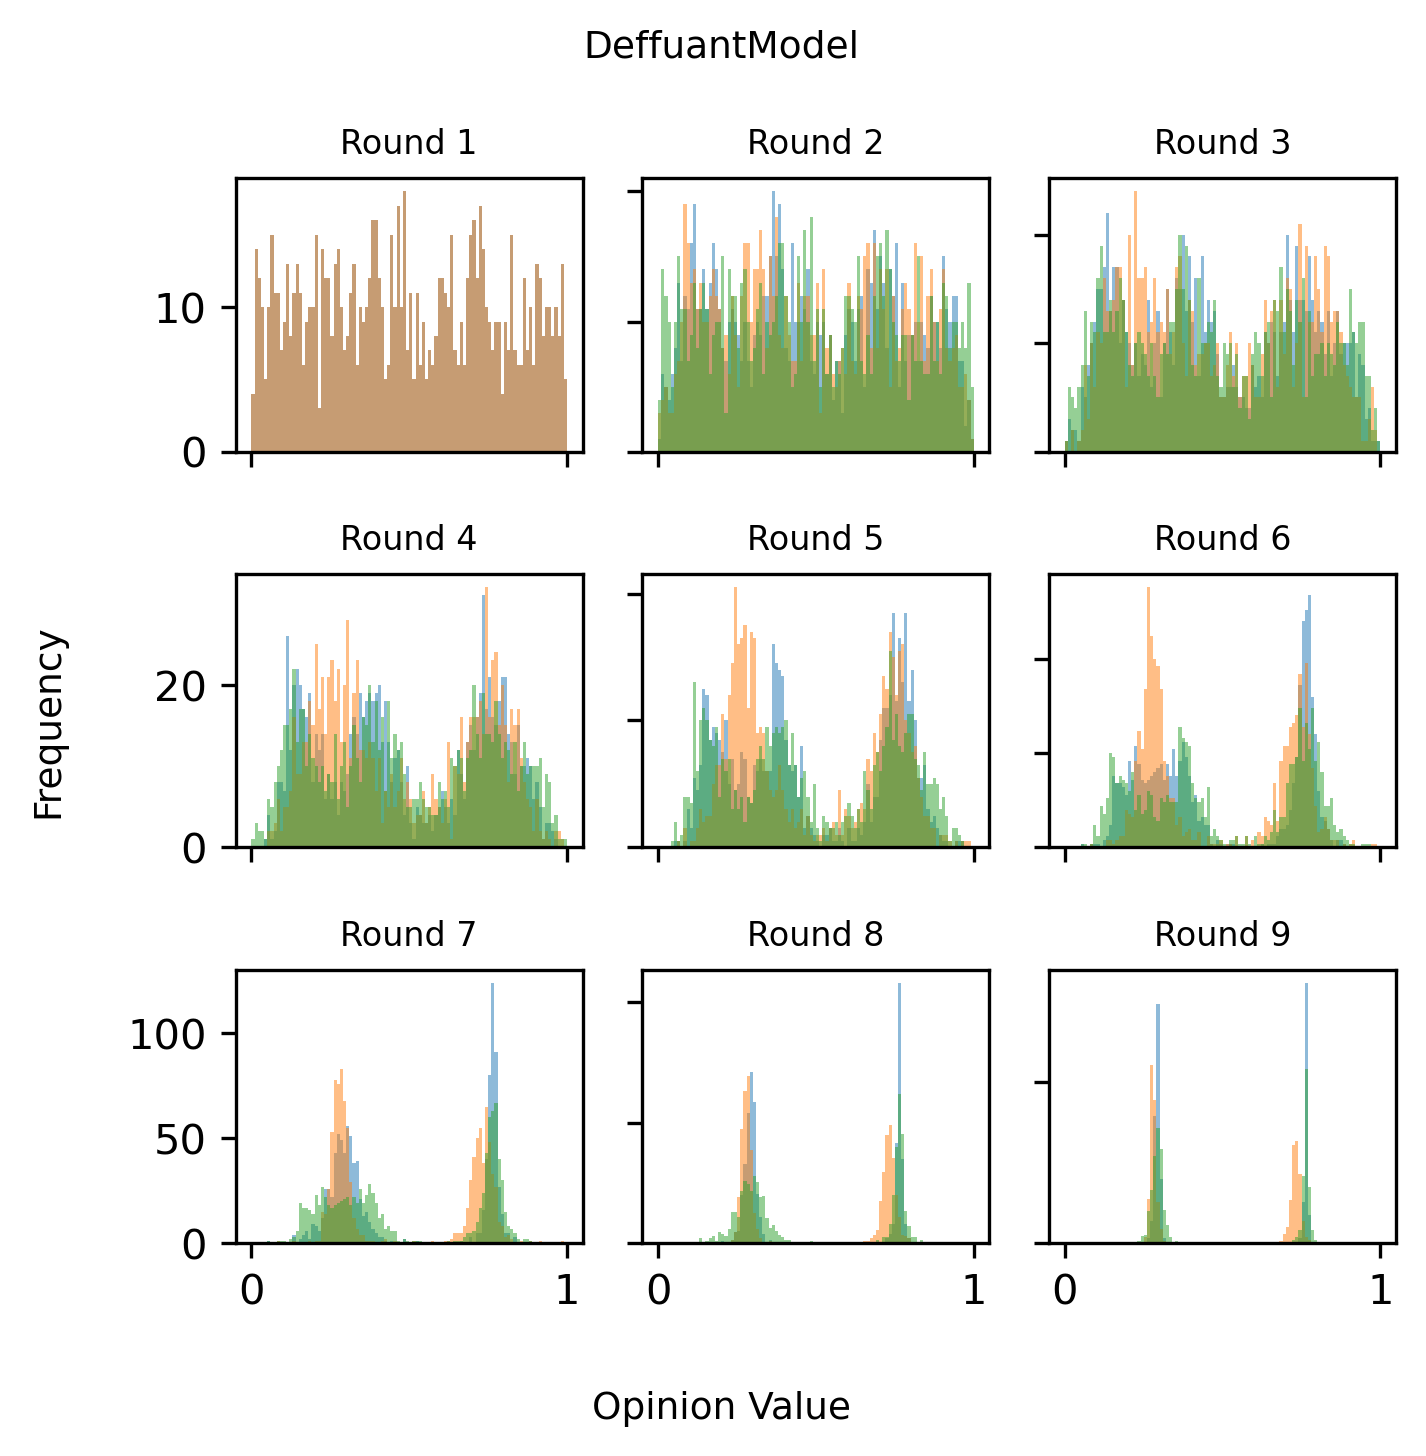 DeffuantModel
Round 1
Round 2
Round 3
10
0
Round 4
Round 5
Round 6
20
0
Frequency
Round 7
Round 8
Round 9
100
50
0
0 1
0 1
0 1
Opinion Value